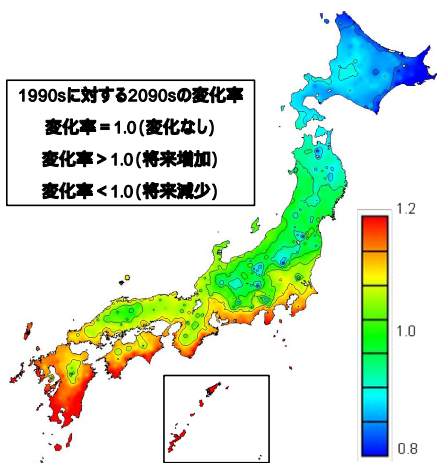 1990sに対する2090sの変化率
変化率＝1.0(変化なし)
変化率＞1.0(将来増加)
変化率＜1.0(将来減少)
1.2
1.0
0.8